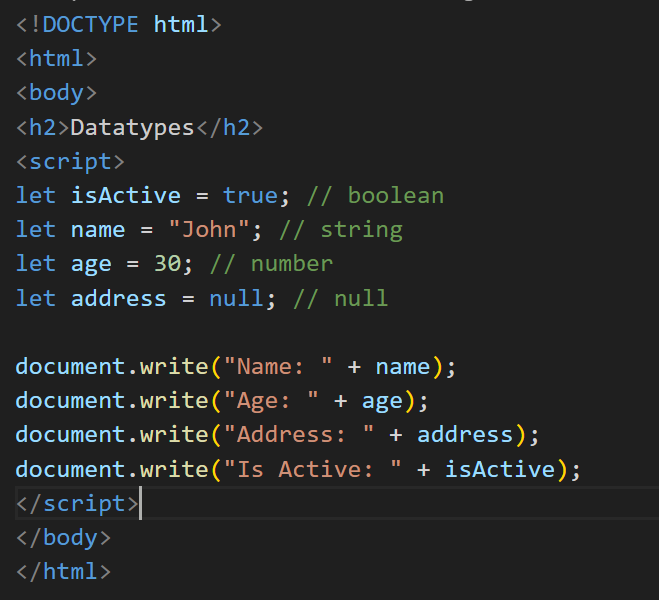 <!DOCTYPE html>
<html>
<body>
<h2>Datatypes</h2>
<script>
let isActive = true; // boolean
let name = "John"; // string
let age = 30; // number
let address = null; // null

document.write("Name: " + name);
document.write("Age: " + age);
document.write("Address: " + address);
document.write("Is Active: " + isActive);
</script>
</body>
</html>